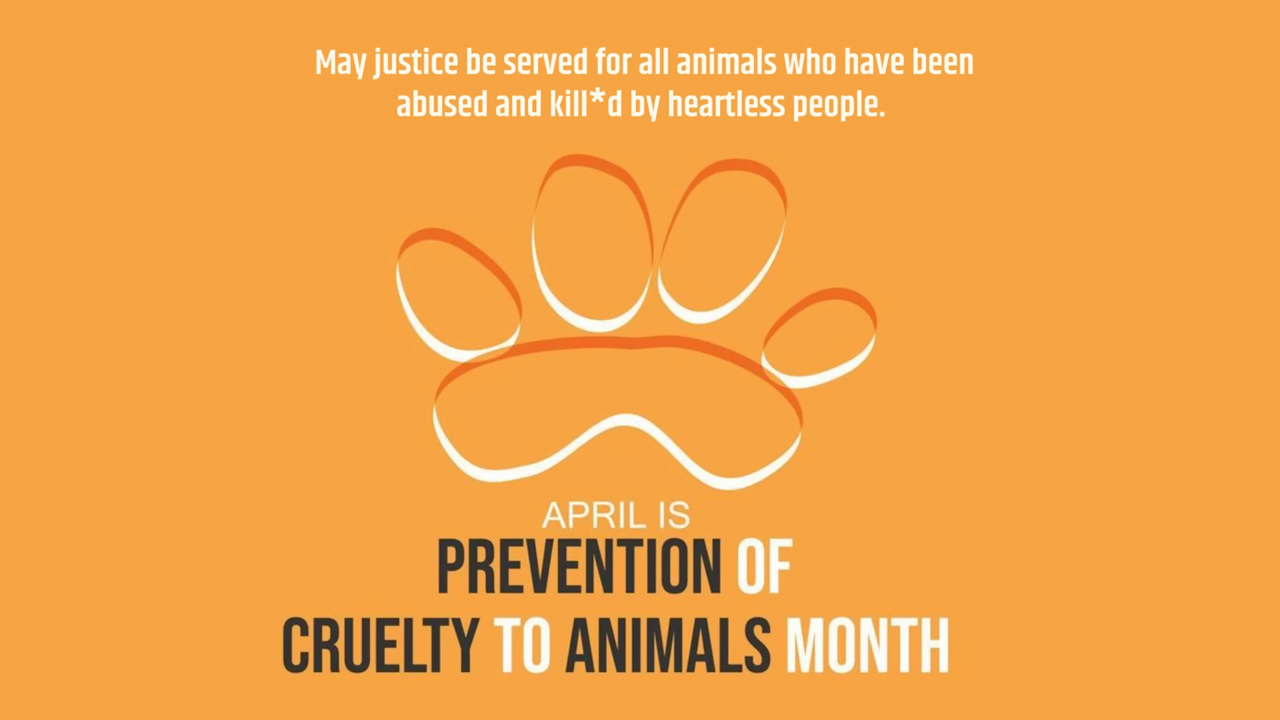 May justice be served for all animals who have been
abused and kill*d by heartless people.
APRIL IS
PREVENTION OF
CRUELTY TO ANIMALS MONTH